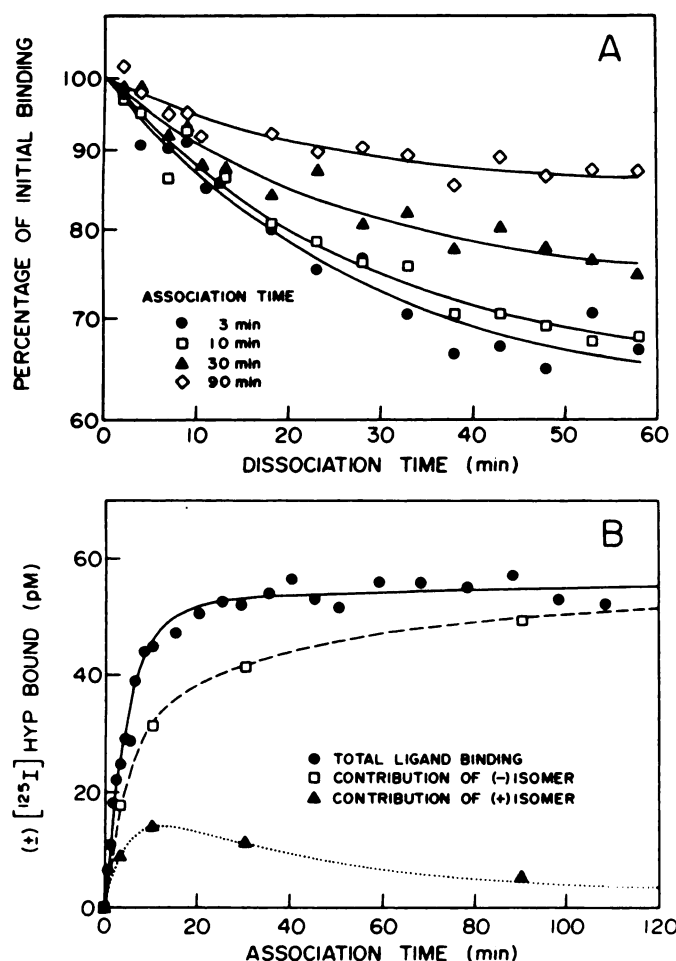 A
PERCENTAGE OF INITIAL BINDING
100
90
80
70
60
ASSOCIATION TIME
● 3 min
□ 10 min
▲ 30 min
◇ 90 min
0 10 20 30 40 50 60
DISSOCIATION TIME (min)
B
(±) [125I] HYP BOUND (pM)
60
40
20
0
● TOTAL LIGAND BINDING
□ CONTRIBUTION OF (-) ISOMER
▲ CONTRIBUTION OF (+) ISOMER
0 20 40 60 80 100 120
ASSOCIATION TIME (min)